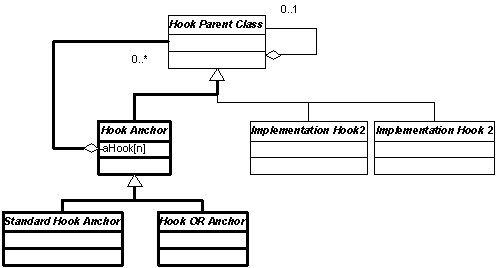 0..1
Hook Parent Class
0..*
Hook Anchor
-aHook[n]
Implementation Hook2
Implementation Hook 2
Standard Hook Anchor
Hook OR Anchor